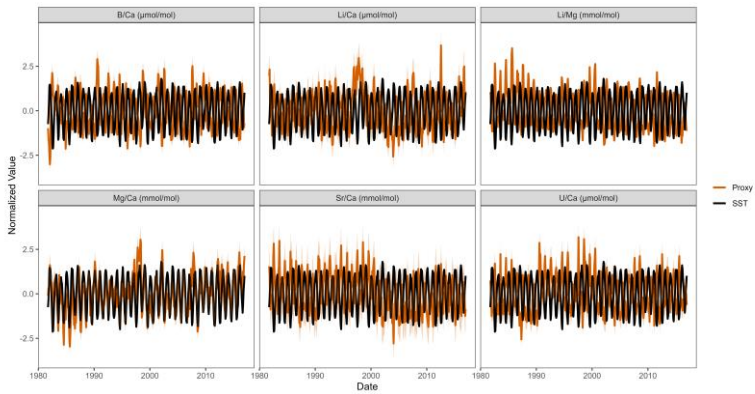 B/Ca (μmol/mol) Li/Ca (μmol/mol) Li/Mg (mmol/mol)
2.5
0.0
-2.5
Mg/Ca (mmol/mol) Sr/Ca (mmol/mol) U/Ca (μmol/mol)
2.5
0.0
-2.5
1980 1990 2000 2010 1980 1990 2000 2010 1980 1990 2000 2010
Date
Normalized Value
Proxy
SST